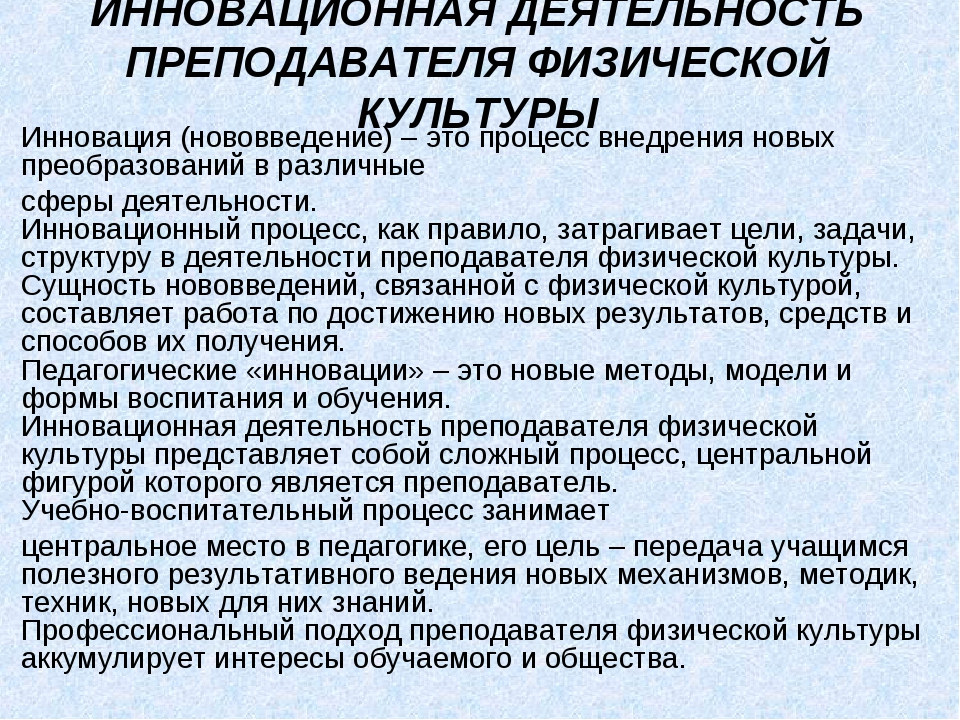 ИННОВАЦИОННАЯ ДЕЯТЕЛЬНОСТЬ
ПРЕПОДАВАТЕЛЯ ФИЗИЧЕСКОЙ
КУЛЬТУРЫ
Инновация (нововведение) – это процесс внедрения новых
преобразований в различные
сферы деятельности.
Инновационный процесс, как правило, затрагивает цели, задачи,
структуру в деятельности преподавателя физической культуры.
Сущность нововведений, связанной с физической культурой,
составляет работа по достижению новых результатов, средств и
способов их получения.
Педагогические «инновации» – это новые методы, модели и
формы воспитания и обучения.
Инновационная деятельность преподавателя физической
культуры представляет собой сложный процесс, центральной
фигурой которого является преподаватель.
Учебно-воспитательный процесс занимает
центральное место в педагогике, его цель – передача учащимся
полезного результативного ведения новых механизмов, методик,
техник, новых для них знаний.
Профессиональный подход преподавателя физической культуры
аккумулирует интересы обучаемого и общества.